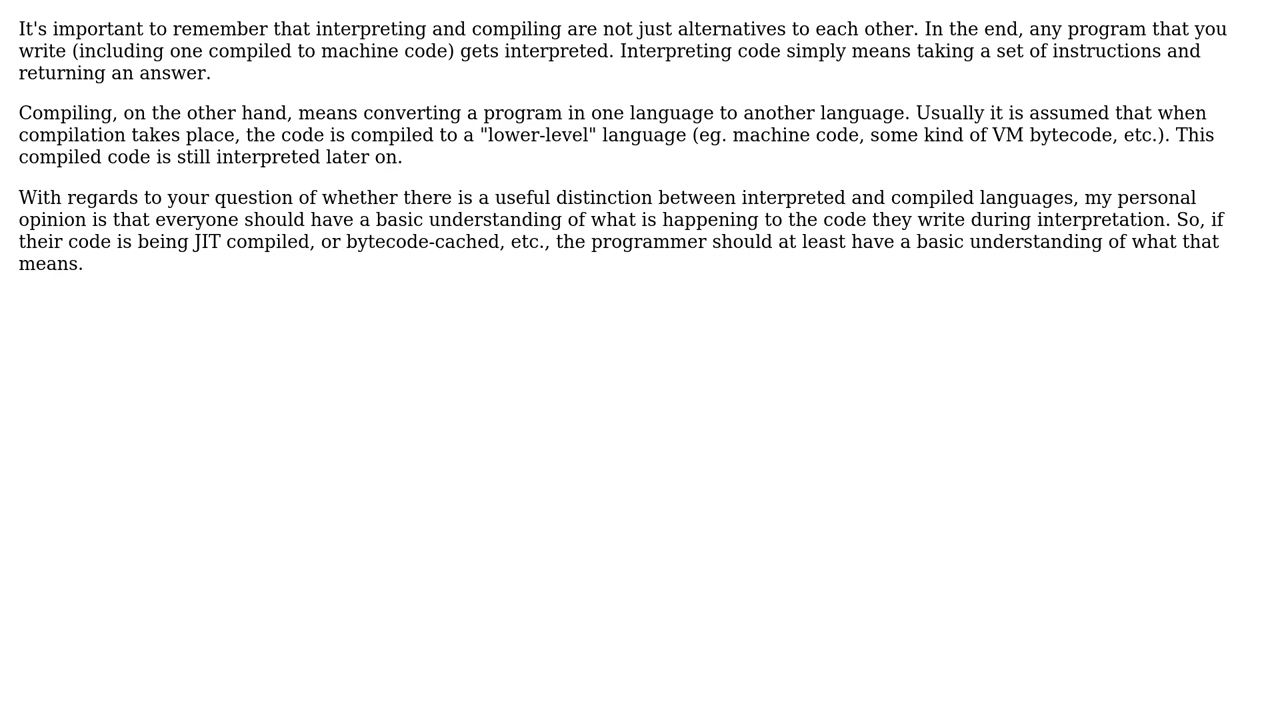 It's important to remember that interpreting and compiling are not just alternatives to each other. In the end, any program that you
write (including one compiled to machine code) gets interpreted. Interpreting code simply means taking a set of instructions and
returning an answer.
Compiling, on the other hand, means converting a program in one language to another language. Usually it is assumed that when
compilation takes place, the code is compiled to a "lower-level" language (eg. machine code, some kind of VM bytecode, etc.). This
compiled code is still interpreted later on.
With regards to your question of whether there is a useful distinction between interpreted and compiled languages, my personal
opinion is that everyone should have a basic understanding of what is happening to the code they write during interpretation. So, if
their code is being JIT compiled, or bytecode-cached, etc., the programmer should at least have a basic understanding of what that
means.